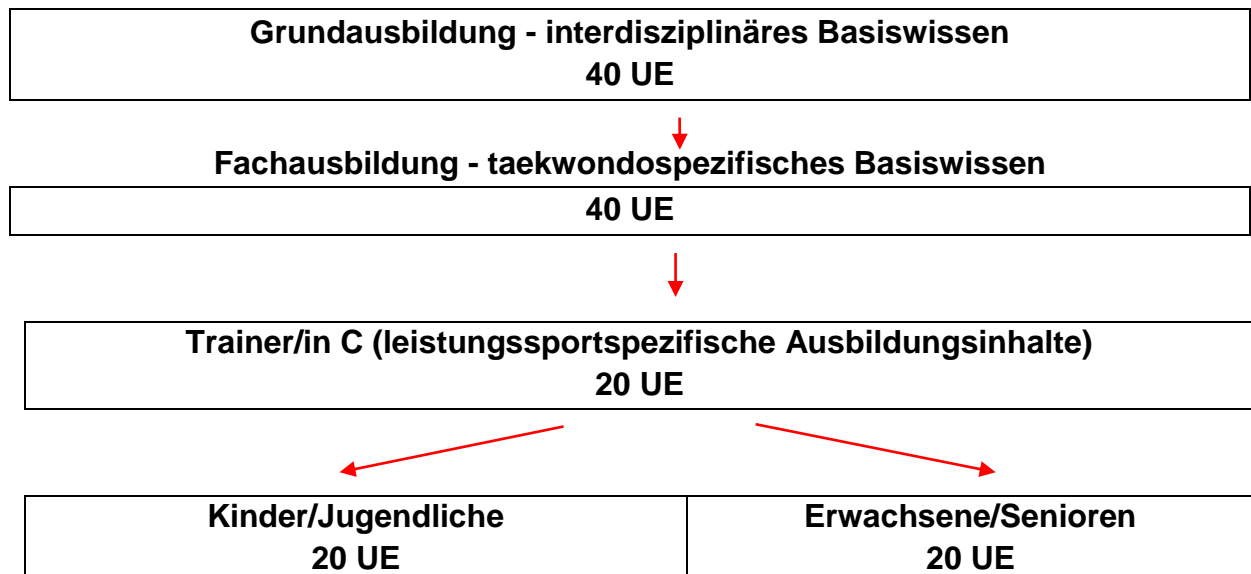 Grundausbildung - interdisziplinäres Basiswissen
40 UE
Fachausbildung - taekwondospezifisches Basiswissen
40 UE
Trainer/in C (leistungssportspezifische Ausbildungsinhalte)
20 UE
Kinder/Jugendliche
20 UE
Erwachsene/Senioren
20 UE